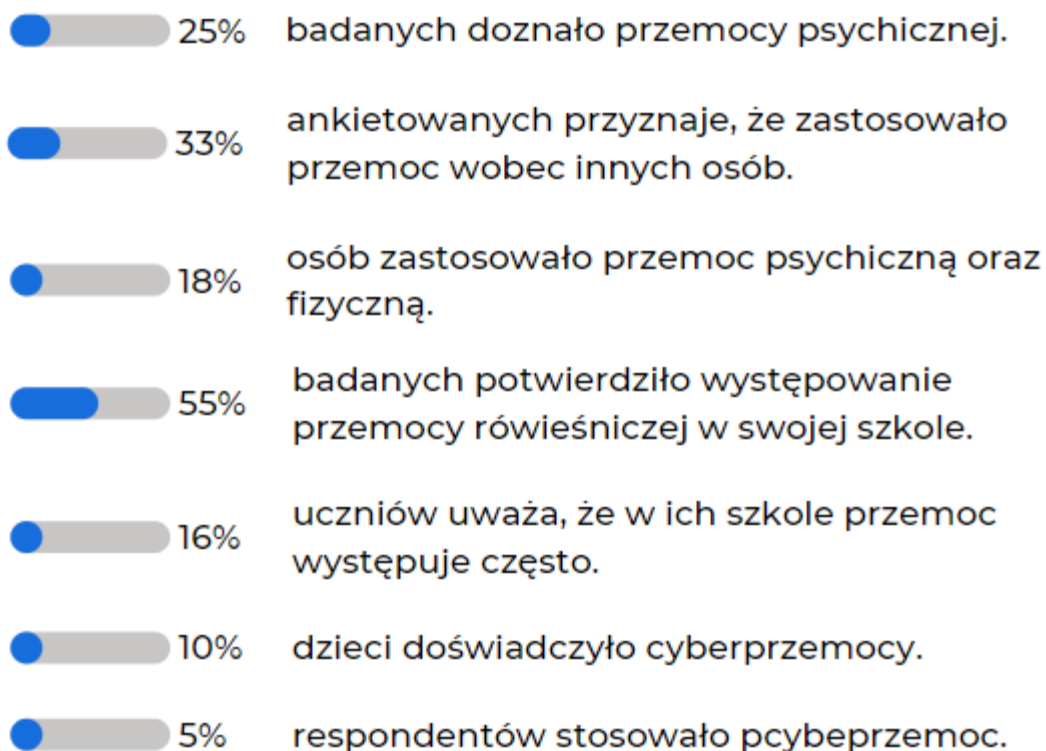 25% badanych doznało przemocy psychicznej.
33% ankietowanych przyznaje, że zastosowało
przemoc wobec innych osób.
18% osób zastosowało przemoc psychiczną oraz
fizyczną.
55% badanych potwierdziło występowanie
przemocy rówieśniczej w swojej szkole.
16% uczniów uważa, że w ich szkole przemoc
występuje często.
10% dzieci doświadczyło cyberprzemocy.
5% respondentów stosowało pcybeprzemoc.